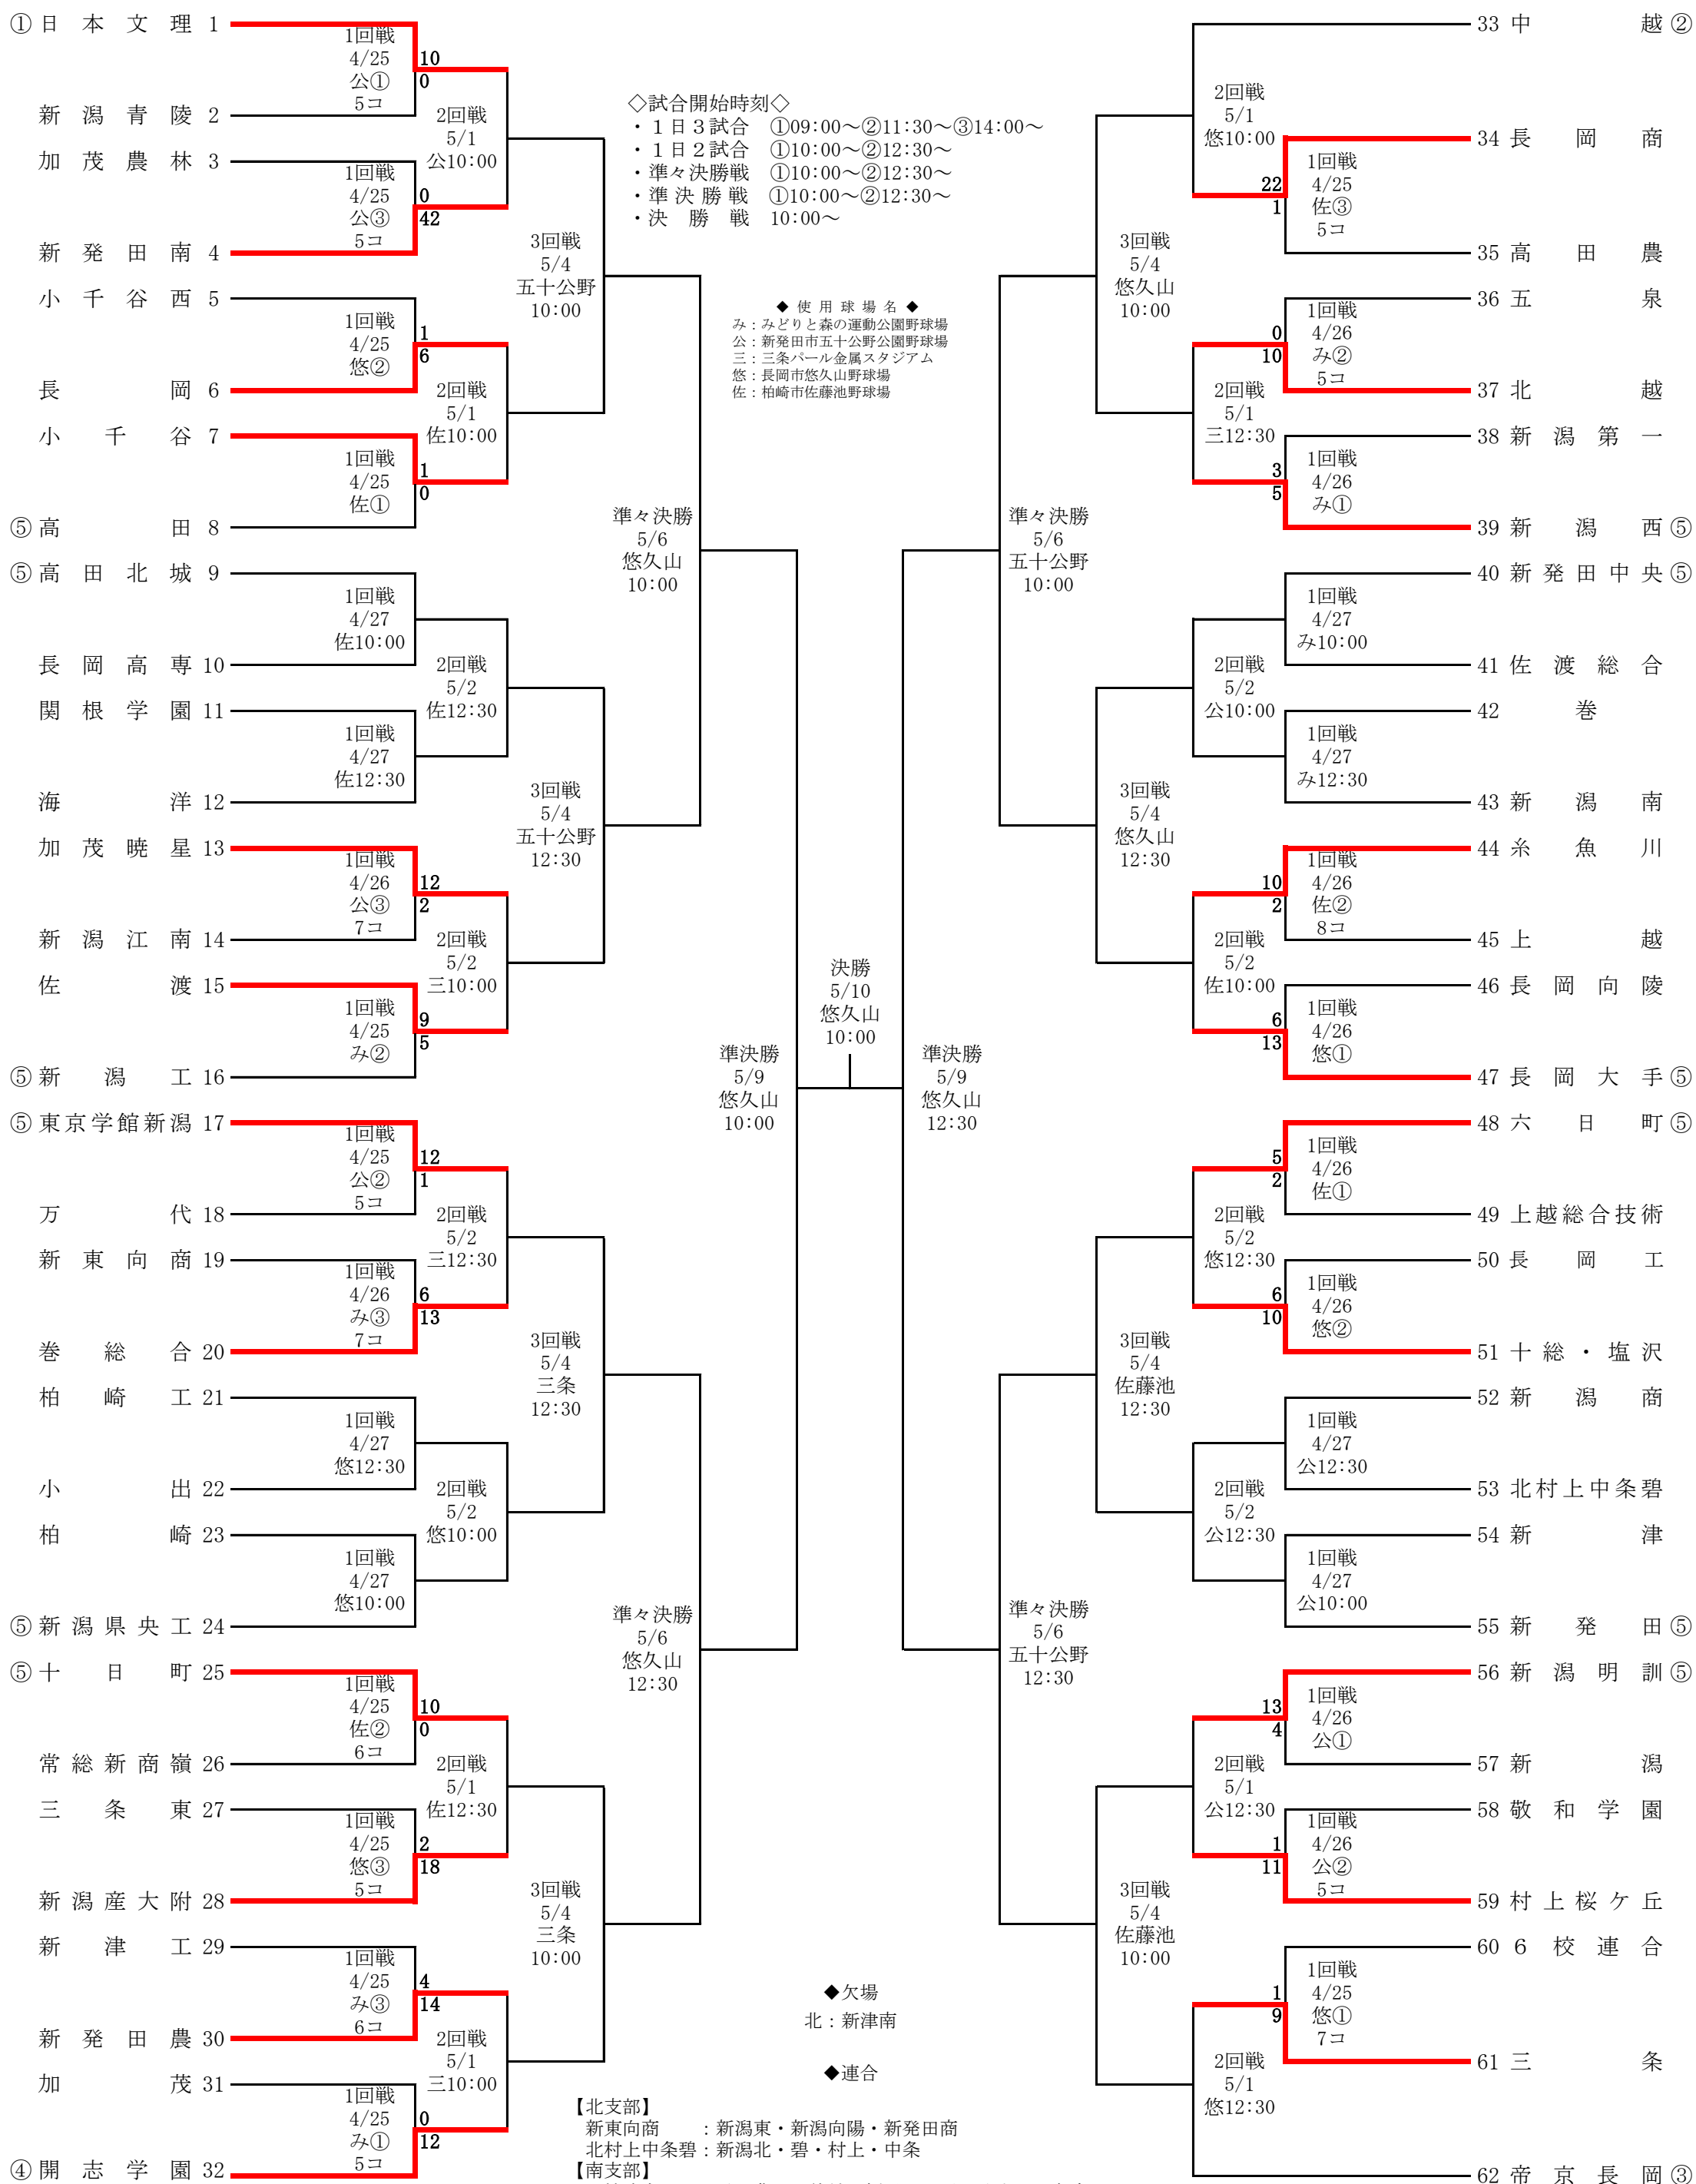 ①日本文理 1
1回戦
4/25
公①
5コ
10
0
新潟青陵 2
2回戦
5/1
公10:00
加茂農林 3
1回戦
4/25
公③
5コ
0
42
新発田南 4
3回戦
5/4
五十公野
10:00
小千谷西 5
1回戦
4/25
悠②
1
6
長岡 6
2回戦
5/1
佐10:00
小千谷 7
1回戦
4/25
佐①
1
0
⑤高田 8
準々決勝
5/6
悠久山
10:00
⑤高田北城 9
1回戦
4/27
佐10:00
長岡高専 10
2回戦
5/2
佐12:30
関根学園 11
1回戦
4/27
佐12:30
海洋 12
3回戦
5/4
五十公野
12:30
加茂暁星 13
1回戦
4/26
公③
7コ
12
2
新潟江南 14
2回戦
5/2
三10:00
佐渡 15
1回戦
4/25
み②
9
5
⑤新潟工 16
準決勝
5/9
悠久山
10:00
⑤東京学館新潟 17
1回戦
4/25
公②
5コ
12
1
万代 18
2回戦
5/2
三12:30
新東向商 19
1回戦
4/26
み③
7コ
6
13
巻総合 20
3回戦
5/4
三条
12:30
柏崎工 21
1回戦
4/27
悠12:30
小出 22
2回戦
5/2
悠10:00
柏崎 23
1回戦
4/27
悠10:00
⑤新潟県央工 24
準々決勝
5/6
悠久山
12:30
⑤十日町 25
1回戦
4/25
佐②
6コ
10
0
常総新商嶺 26
2回戦
5/1
佐12:30
三条東 27
1回戦
4/25
悠③
5コ
2
18
新潟産大附 28
3回戦
5/4
三条
10:00
新津工 29
1回戦
4/25
み③
6コ
4
14
新発田農 30
2回戦
5/1
三10:00
加茂 31
1回戦
4/25
み①
5コ
0
12
④開志学園 32
◇試合開始時刻◇
・1日3試合 ①09:00～②11:30～③14:00～
・1日2試合 ①10:00～②12:30～
・準々決勝戦 ①10:00～②12:30～
・準決勝戦 ①10:00～②12:30～
・決勝戦 10:00～
◆使用球場名◆
み：みどりと森の運動公園野球場
公：新発田市五十公野公園野球場
三：三条パール金属スタジアム
悠：長岡市悠久山野球場
佐：柏崎市佐藤池野球場
決勝
5/10
悠久山
10:00
◆欠場
北：新津南
◆連合
【北支部】
新東向商 ：新潟東・新潟向陽・新発田商
北村上中条碧：新潟北・碧・村上・中条
【南支部】
33 中越②
2回戦
5/1
悠10:00
34 長岡商
1回戦
4/25
佐③
5コ
22
1
35 高田農
3回戦
5/4
悠久山
10:00
36 五泉
1回戦
4/26
み②
5コ
0
10
37 北越
2回戦
5/1
三12:30
38 新潟第一
1回戦
4/26
み①
3
5
39 新潟西⑤
準々決勝
5/6
五十公野
10:00
40 新発田中央⑤
1回戦
4/27
み10:00
41 佐渡総合
2回戦
5/2
公10:00
42 巻
1回戦
4/27
み12:30
43 新潟南
3回戦
5/4
悠久山
12:30
44 糸魚川
1回戦
4/26
佐②
8コ
10
2
45 上越
2回戦
5/2
佐10:00
46 長岡向陵
1回戦
4/26
悠①
6
13
47 長岡大手⑤
準決勝
5/9
悠久山
12:30
48 六日町⑤
1回戦
4/26
佐①
5
2
49 上越総合技術
2回戦
5/2
悠12:30
50 長岡工
1回戦
4/26
悠②
6
10
51 十総・塩沢
3回戦
5/4
佐藤池
12:30
52 新潟商
1回戦
4/27
公12:30
53 北村上中条碧
2回戦
5/2
公12:30
54 新津
1回戦
4/27
公10:00
55 新発田⑤
準々決勝
5/6
五十公野
12:30
56 新潟明訓⑤
1回戦
4/26
公①
13
4
57 新潟
2回戦
5/1
公12:30
58 敬和学園
1回戦
4/26
公②
5コ
1
11
59 村上桜ケ丘
3回戦
5/4
佐藤池
10:00
60 6校連合
1回戦
4/25
悠①
7コ
1
9
61 三条
2回戦
5/1
悠12:30
62 帝京長岡③